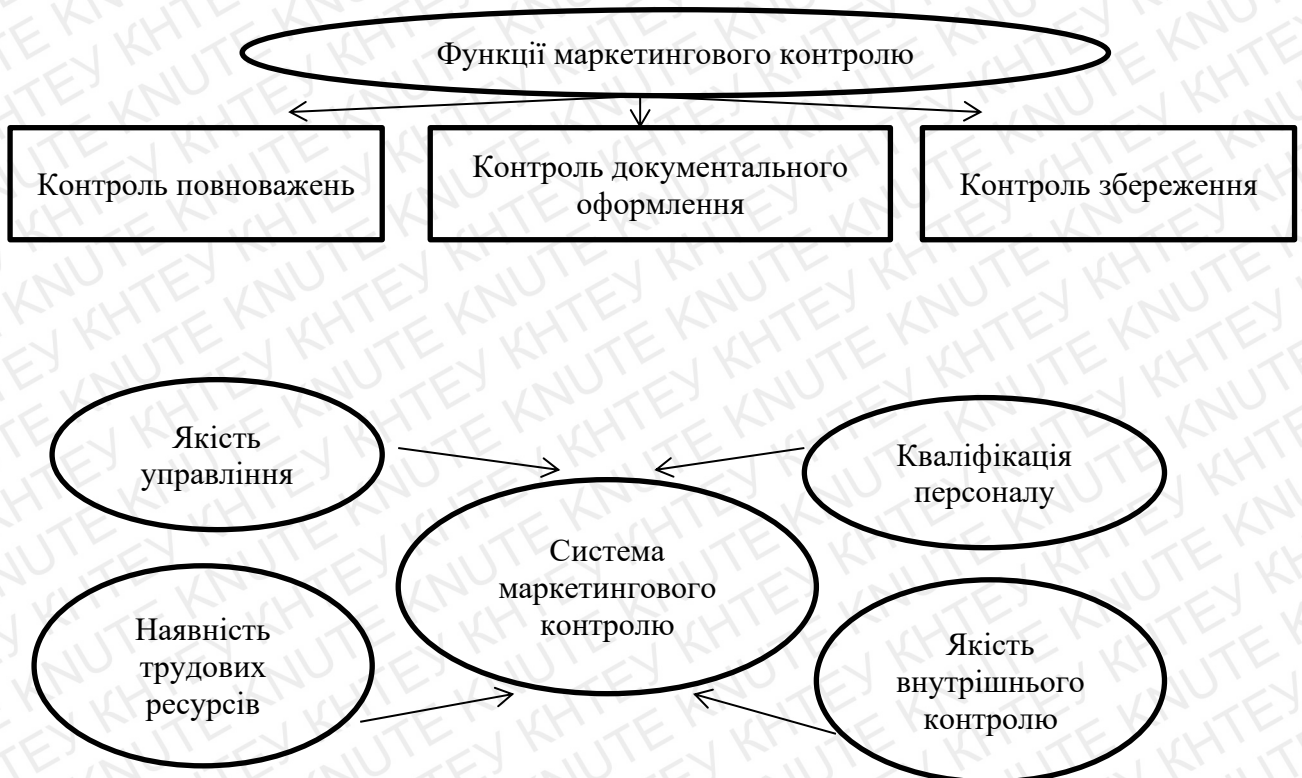 Функції маркетингового контролю
Контроль повноважень
Контроль документального
оформлення
Контроль збереження
Якість
управління
Кваліфікація
персоналу
Система
маркетингового
контролю
Наявність
трудових
ресурсів
Якість
внутрішнього
контролю